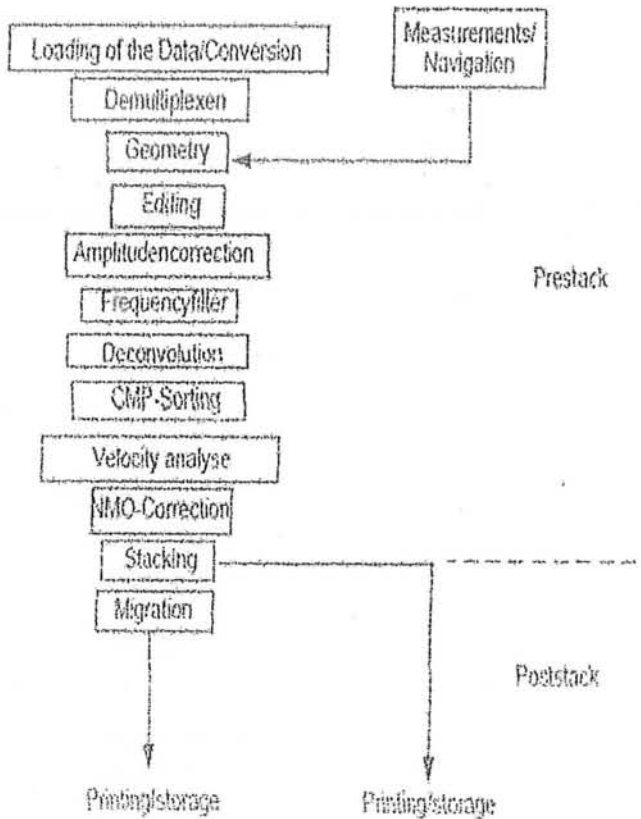 Loading of the Data/Conversion
Measurements/
Navigation
Demultiplexen
Geometry
Editing
Amplitudencorrection
Prestack
Frequencyfilter
Deconvolution
CMP-Sorting
Velocity analyse
NMO-Correction
Stacking
Migration
Poststack
Printing/storage
Printing/storage